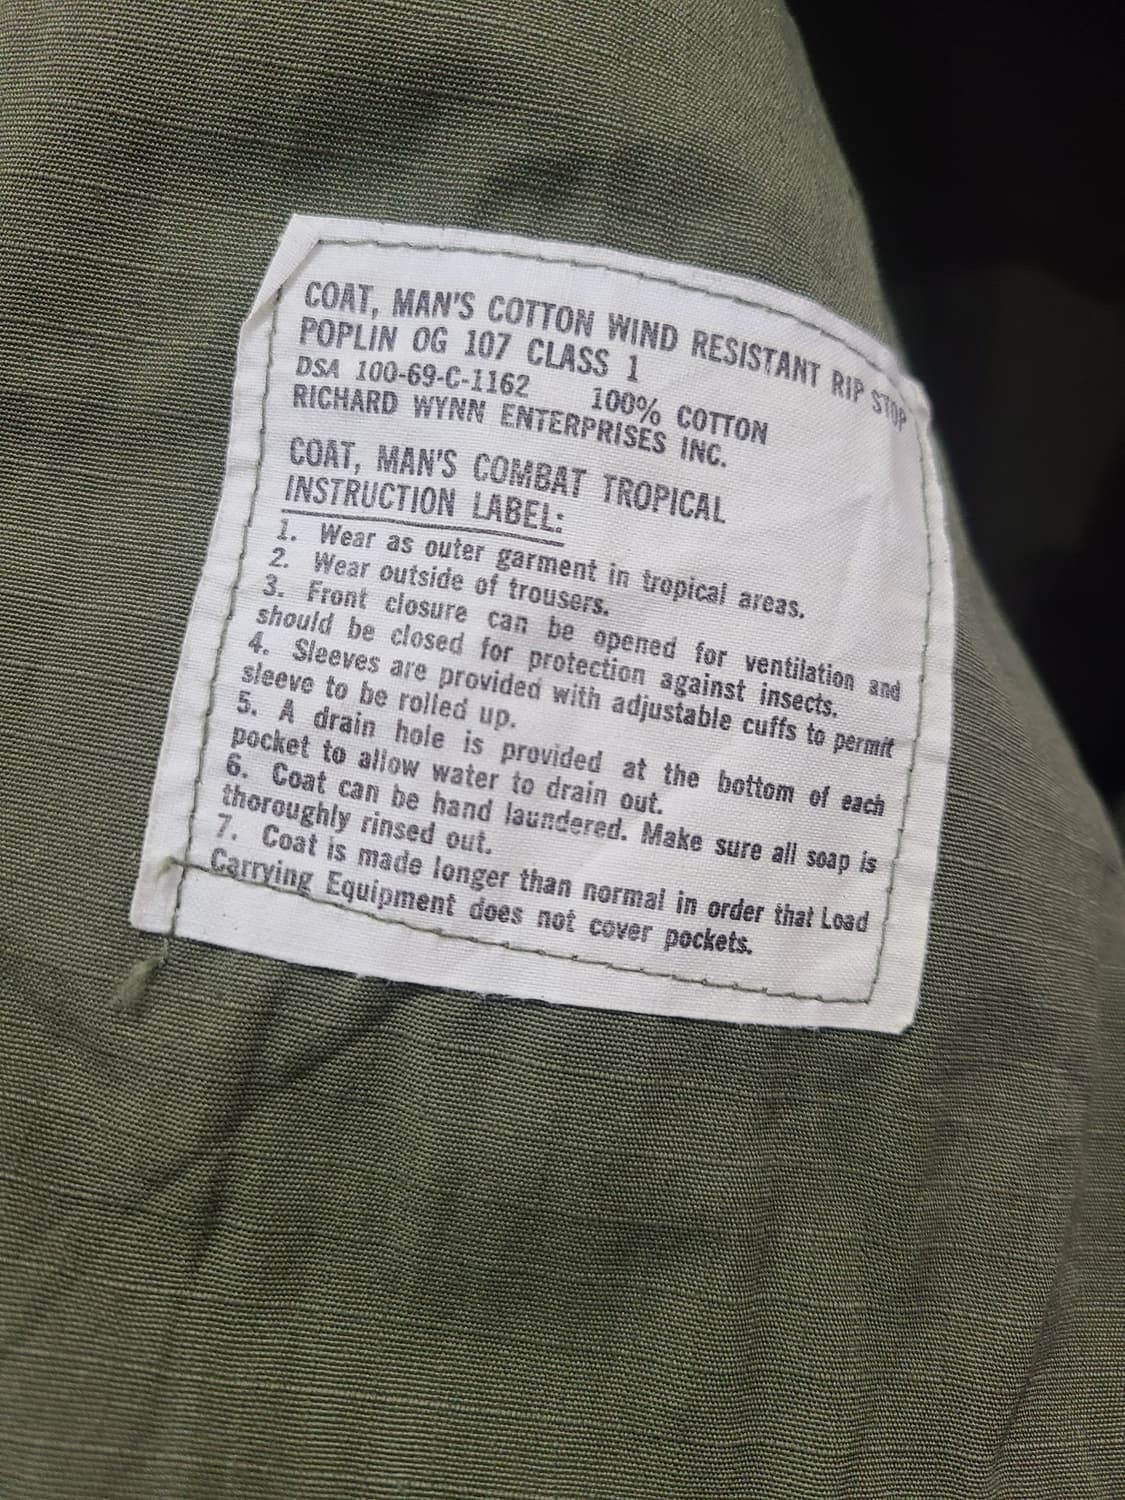 COAT, MAN'S COTTON WIND RESISTANT RIP STOP
POPLIN OG 107 CLASS 1
DSA 100-69-C-1162 100% COTTON
RICHARD WYNN ENTERPRISES INC.
COAT, MAN'S COMBAT TROPICAL
INSTRUCTION LABEL:
1. Wear as outer garment in tropical areas.
2. Wear outside of trousers.
3. Front closure can be opened for ventilation and
should be closed for protection against insects.
4. Sleeves are provided with adjustable cuffs to permit
sleeve to be rolled up.
5. A drain hole is provided at the bottom of each
pocket to allow water to drain out.
6. Coat can be hand laundered. Make sure all soap is
thoroughly rinsed out.
7. Coat is made longer than normal in order that Load
Carrying Equipment does not cover pockets.